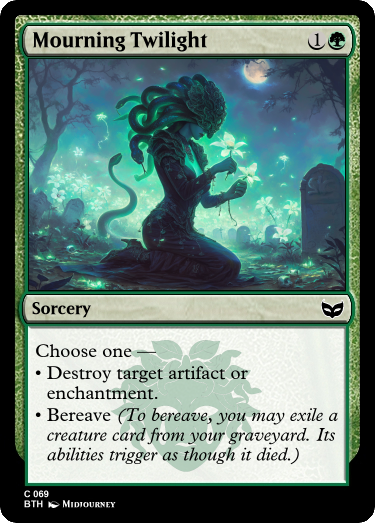 Mourning Twilight 1
Sorcery
Choose one —
• Destroy target artifact or
enchantment.
• Bereave (To bereave, you may exile a
creature card from your graveyard. Its
abilities trigger as though it died.)
C 069
BTH Midjourney